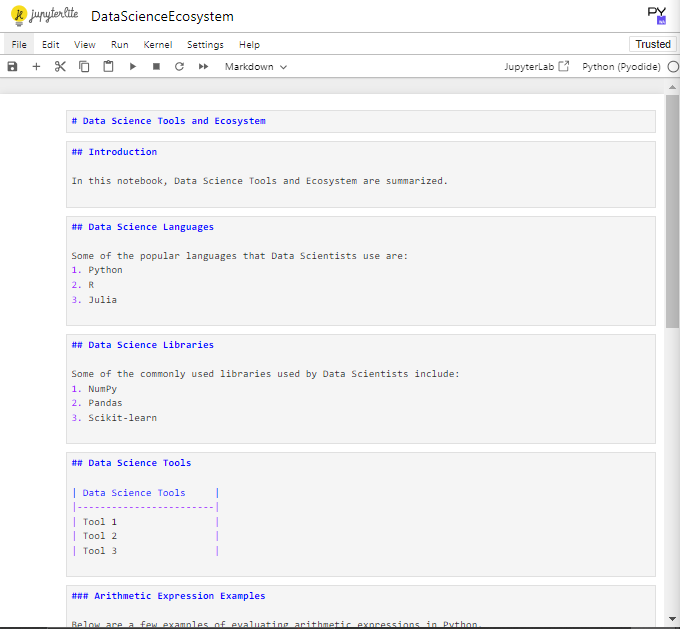 jupyterlite DataScienceEcosystem PY
File Edit View Run Kernel Settings Help Trusted
Markdown JupyterLab Python (Pyodide)
# Data Science Tools and Ecosystem
## Introduction
In this notebook, Data Science Tools and Ecosystem are summarized.
## Data Science Languages
Some of the popular languages that Data Scientists use are:
1. Python
2. R
3. Julia
## Data Science Libraries
Some of the commonly used libraries used by Data Scientists include:
1. NumPy
2. Pandas
3. Scikit-learn
## Data Science Tools
| Data Science Tools     |
|------------------------|
| Tool 1                 |
| Tool 2                 |
| Tool 3                 |
### Arithmetic Expression Examples
Below are a few examples of evaluating arithmetic expressions in Python.